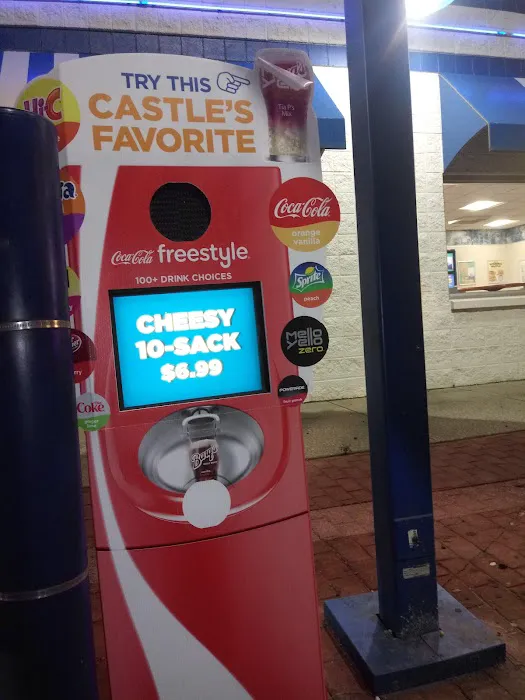 TRY THIS
CASTLE'S
FAVORITE
Hi-C
Coca-Cola freestyle
100+ DRINK CHOICES
CHEESY
10-SACK
$6.99
Coca-Cola
orange
vanilla
Sprite
peach
Mello
Yello
zero
POWERADE
Barq's
Coke